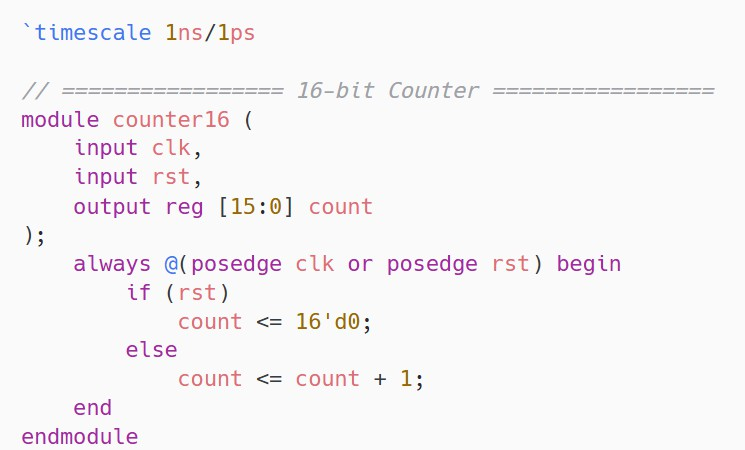 `timescale 1ns/1ps
// ================= 16-bit Counter =================
module counter16 (
    input clk,
    input rst,
    output reg [15:0] count
);
    always @(posedge clk or posedge rst) begin
        if (rst)
            count <= 16'd0;
        else
            count <= count + 1;
    end
endmodule